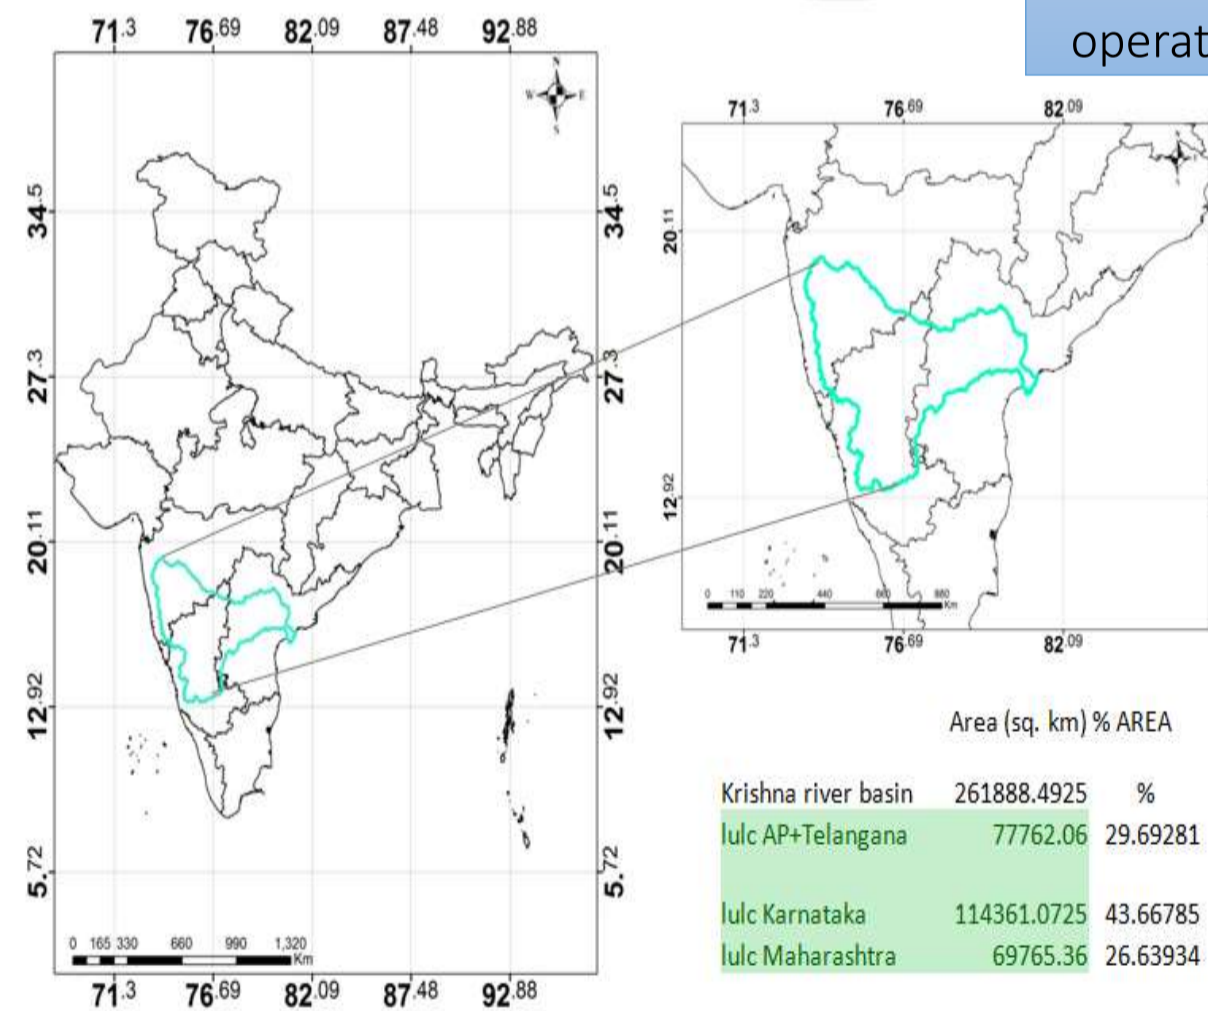 operat
71.3 76.69 82.09 87.48 92.88
N
W E
S
34.5 34.5
27.3 27.3
20.11 20.11
12.92 12.92
5.72 5.72
0 165 330 660 990 1,320
Km
71.3 76.69 82.09 87.48 92.88
71.3 76.69 82.09
20.11
12.92
0 110 220 440 660 880
Km
71.3 76.69 82.09
Area (sq. km) % AREA
Krishna river basin 261888.4925 %
lulc AP+Telangana 77762.06 29.69281
lulc Karnataka 114361.0725 43.66785
lulc Maharashtra 69765.36 26.63934